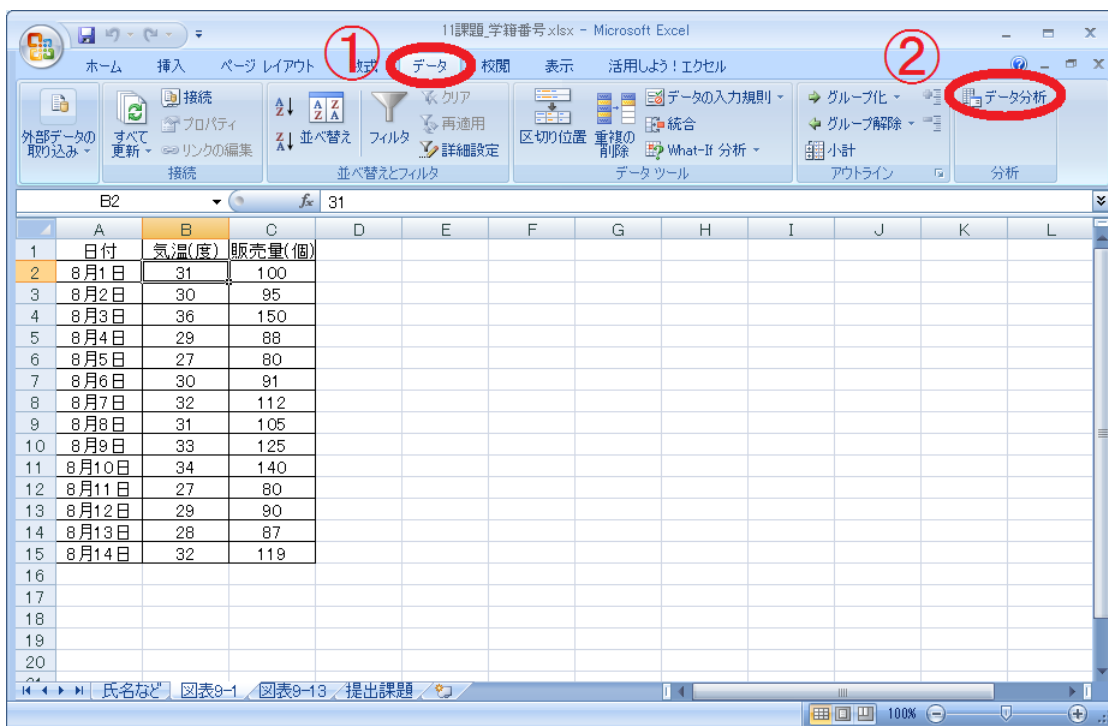 11課題_学籍番号.xlsx - Microsoft Excel
① ②
ホーム 挿入 ページ レイアウト 数式 データ 校閲 表示 活用しよう！エクセル
外部データの取り込み
すべて更新
接続
プロパティ
リンクの編集
接続
並べ替え
フィルタ
クリア
再適用
詳細設定
並べ替えとフィルタ
区切り位置
重複の削除
データの入力規則
統合
What-If 分析
データ ツール
グループ化
グループ解除
小計
アウトライン
データ分析
分析
B2 fx 31
A B C D E F G H I J K L
1 日付 気温(度) 販売量(個)
2 8月1日 31 100
3 8月2日 30 95
4 8月3日 36 150
5 8月4日 29 88
6 8月5日 27 80
7 8月6日 30 91
8 8月7日 32 112
9 8月8日 31 105
10 8月9日 33 125
11 8月10日 34 140
12 8月11日 27 80
13 8月12日 29 90
14 8月13日 28 87
15 8月14日 32 119
16
17
18
19
20
氏名など 図表9-1 図表9-13 提出課題
100%